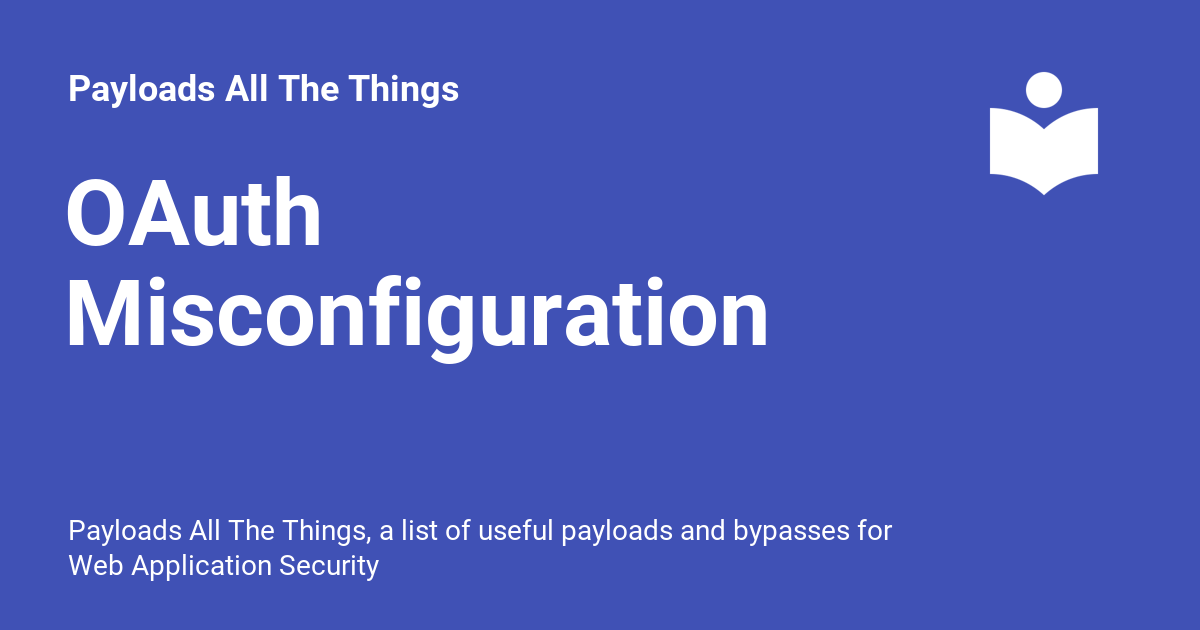 Payloads All The Things
OAuth
Misconfiguration
Payloads All The Things, a list of useful payloads and bypasses for
Web Application Security